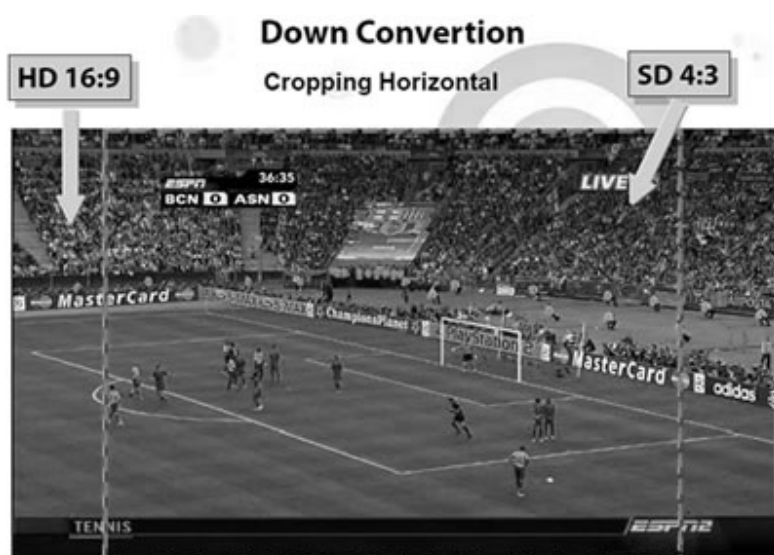 Down Convertion
HD 16:9
SD 4:3
Cropping Horizontal
ESPN 36:35
BCN 0 ASN 0
LIVE
MasterCard
ChampionsPlanet
PlayStation
MasterCard
adidas
TENNIS
ESPN2